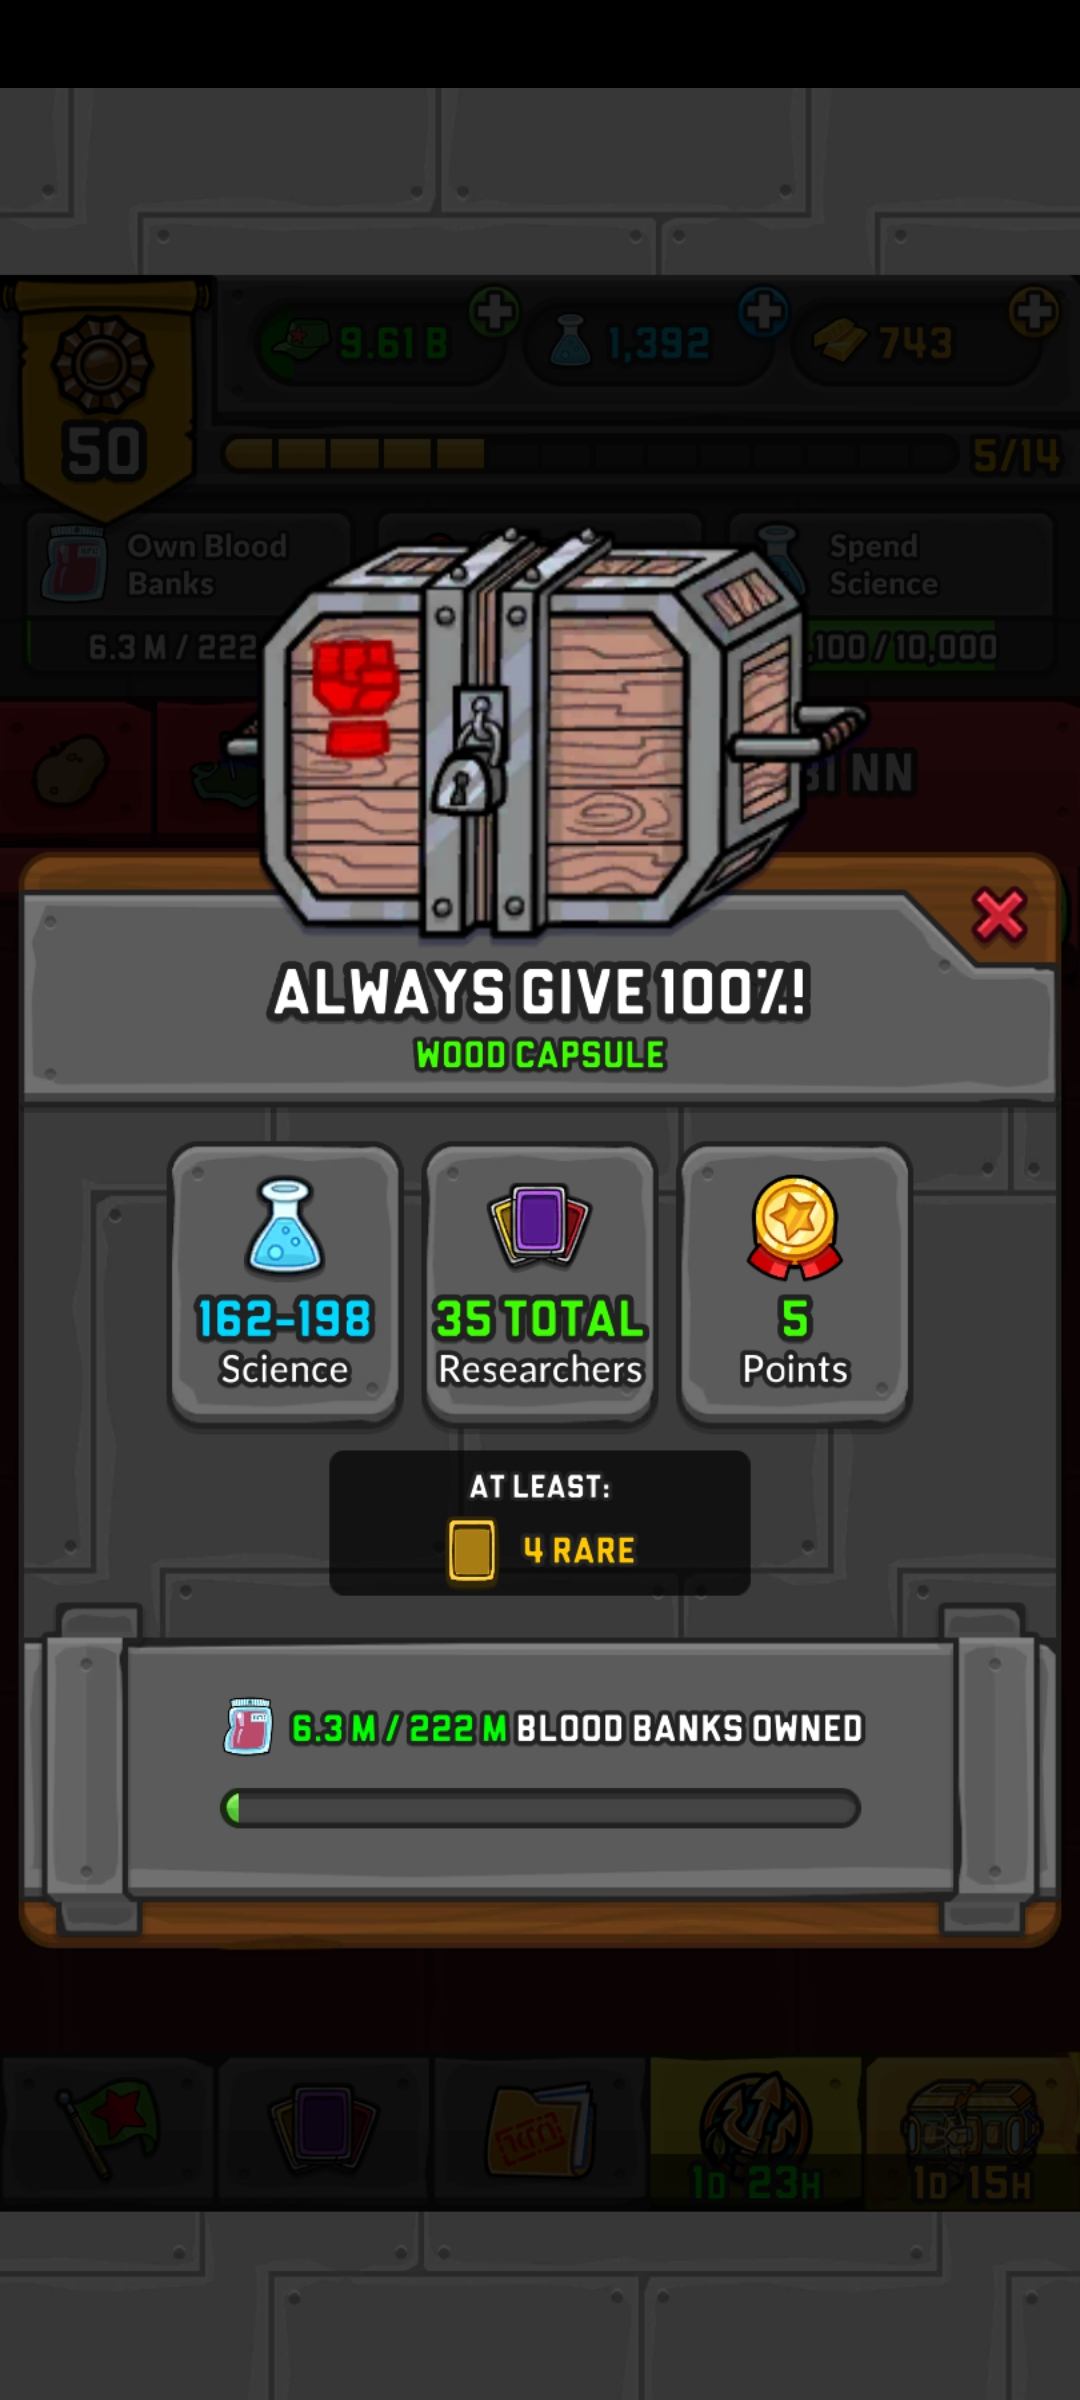 9.61 B
1,392
743
50
5/14
Own Blood
Banks
6.3 M / 222
Spend
Science
,100 / 10,000
NN
ALWAYS GIVE 100%!
WOOD CAPSULE
162-198
Science
35 TOTAL
Researchers
5
Points
AT LEAST:
4 RARE
6.3 M / 222 M BLOOD BANKS OWNED
1D 23H
1D 15H